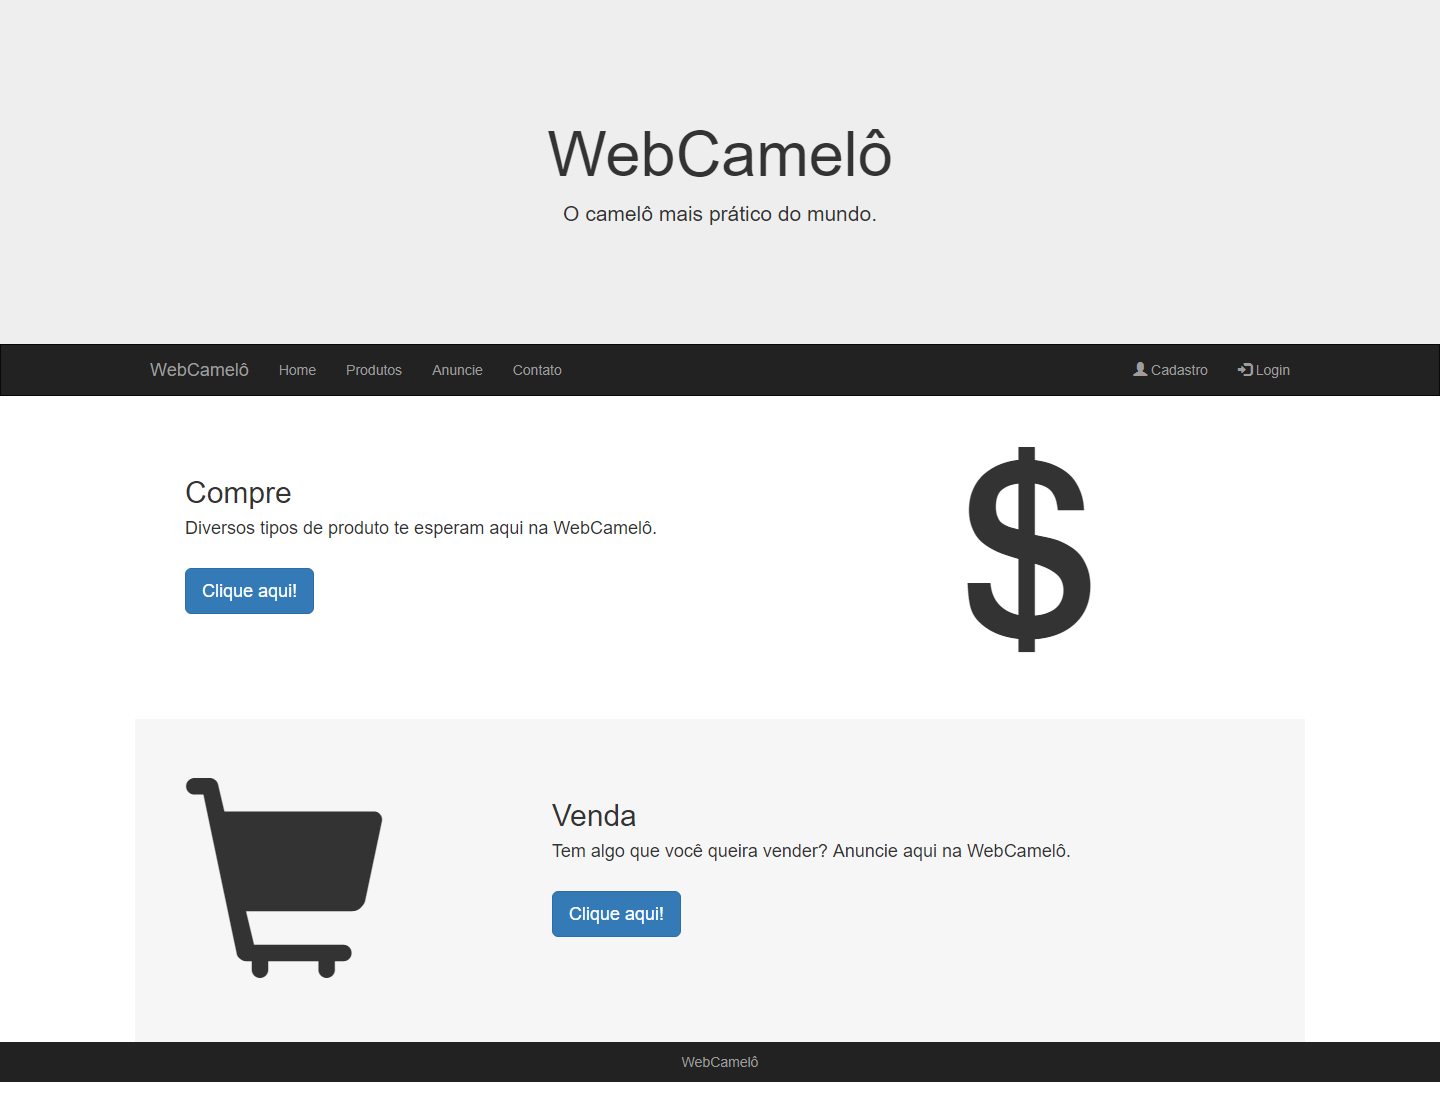 WebCamelô
O camelô mais prático do mundo.
WebCamelô Home Produtos Anuncie Contato Cadastro Login
Compre
Diversos tipos de produto te esperam aqui na WebCamelô.
Clique aqui!
$
Venda
Tem algo que você queira vender? Anuncie aqui na WebCamelô.
Clique aqui!
WebCamelô